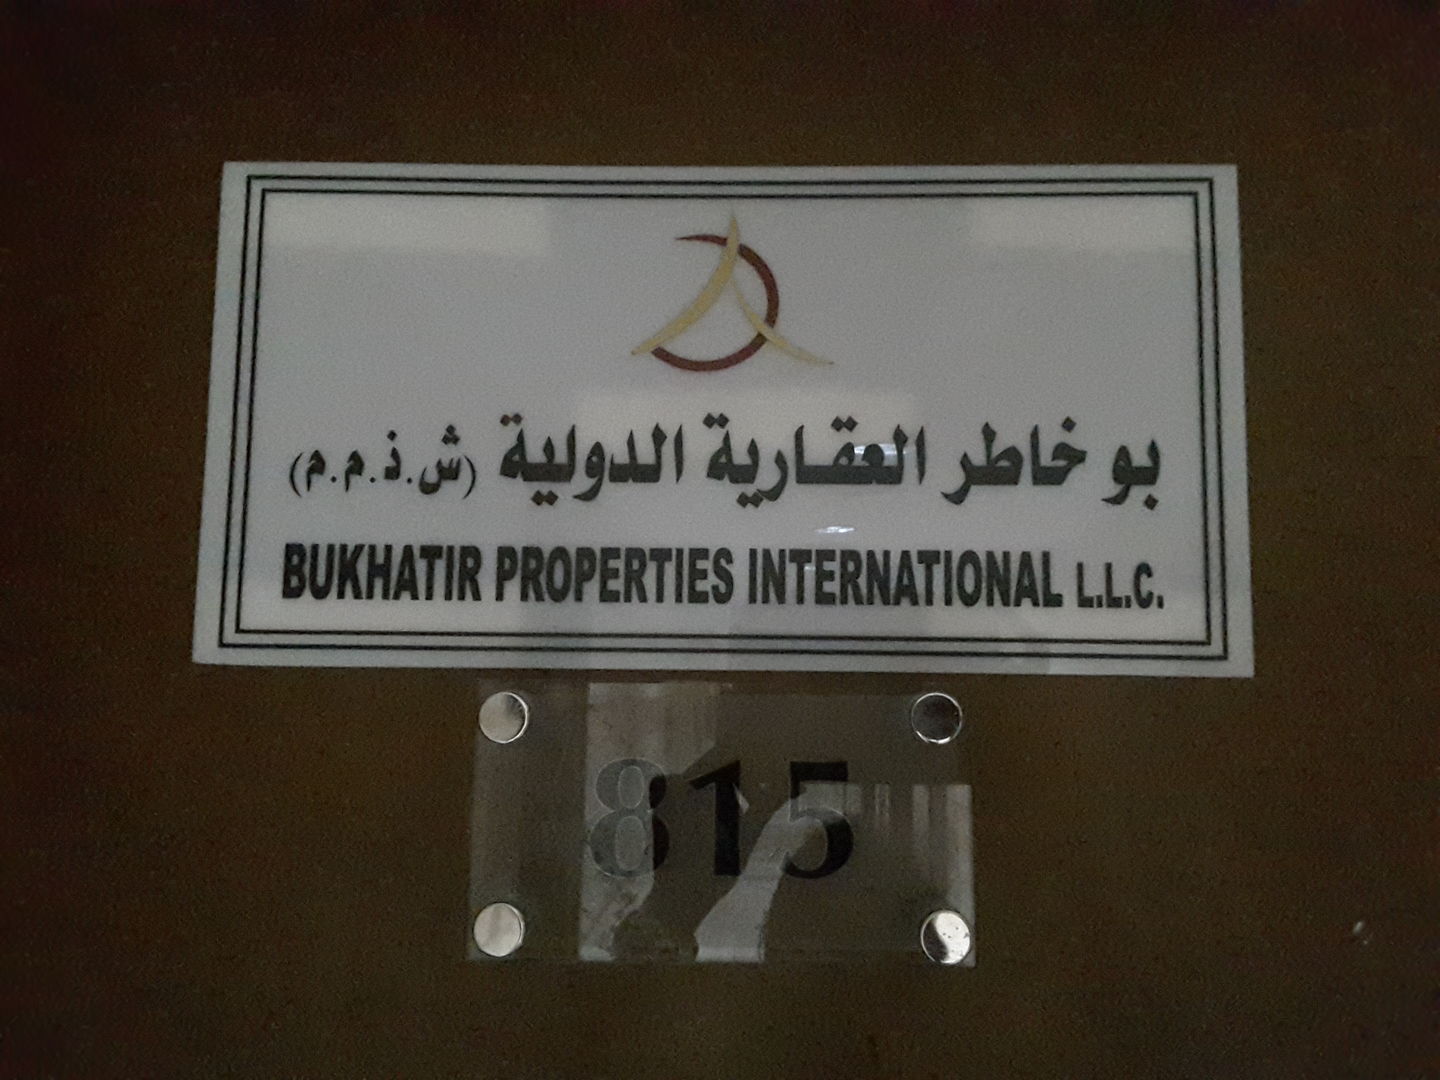 بو خاطر العقارية الدولية (ش.ذ.م.م)
BUKHATIR PROPERTIES INTERNATIONAL L.L.C.
815